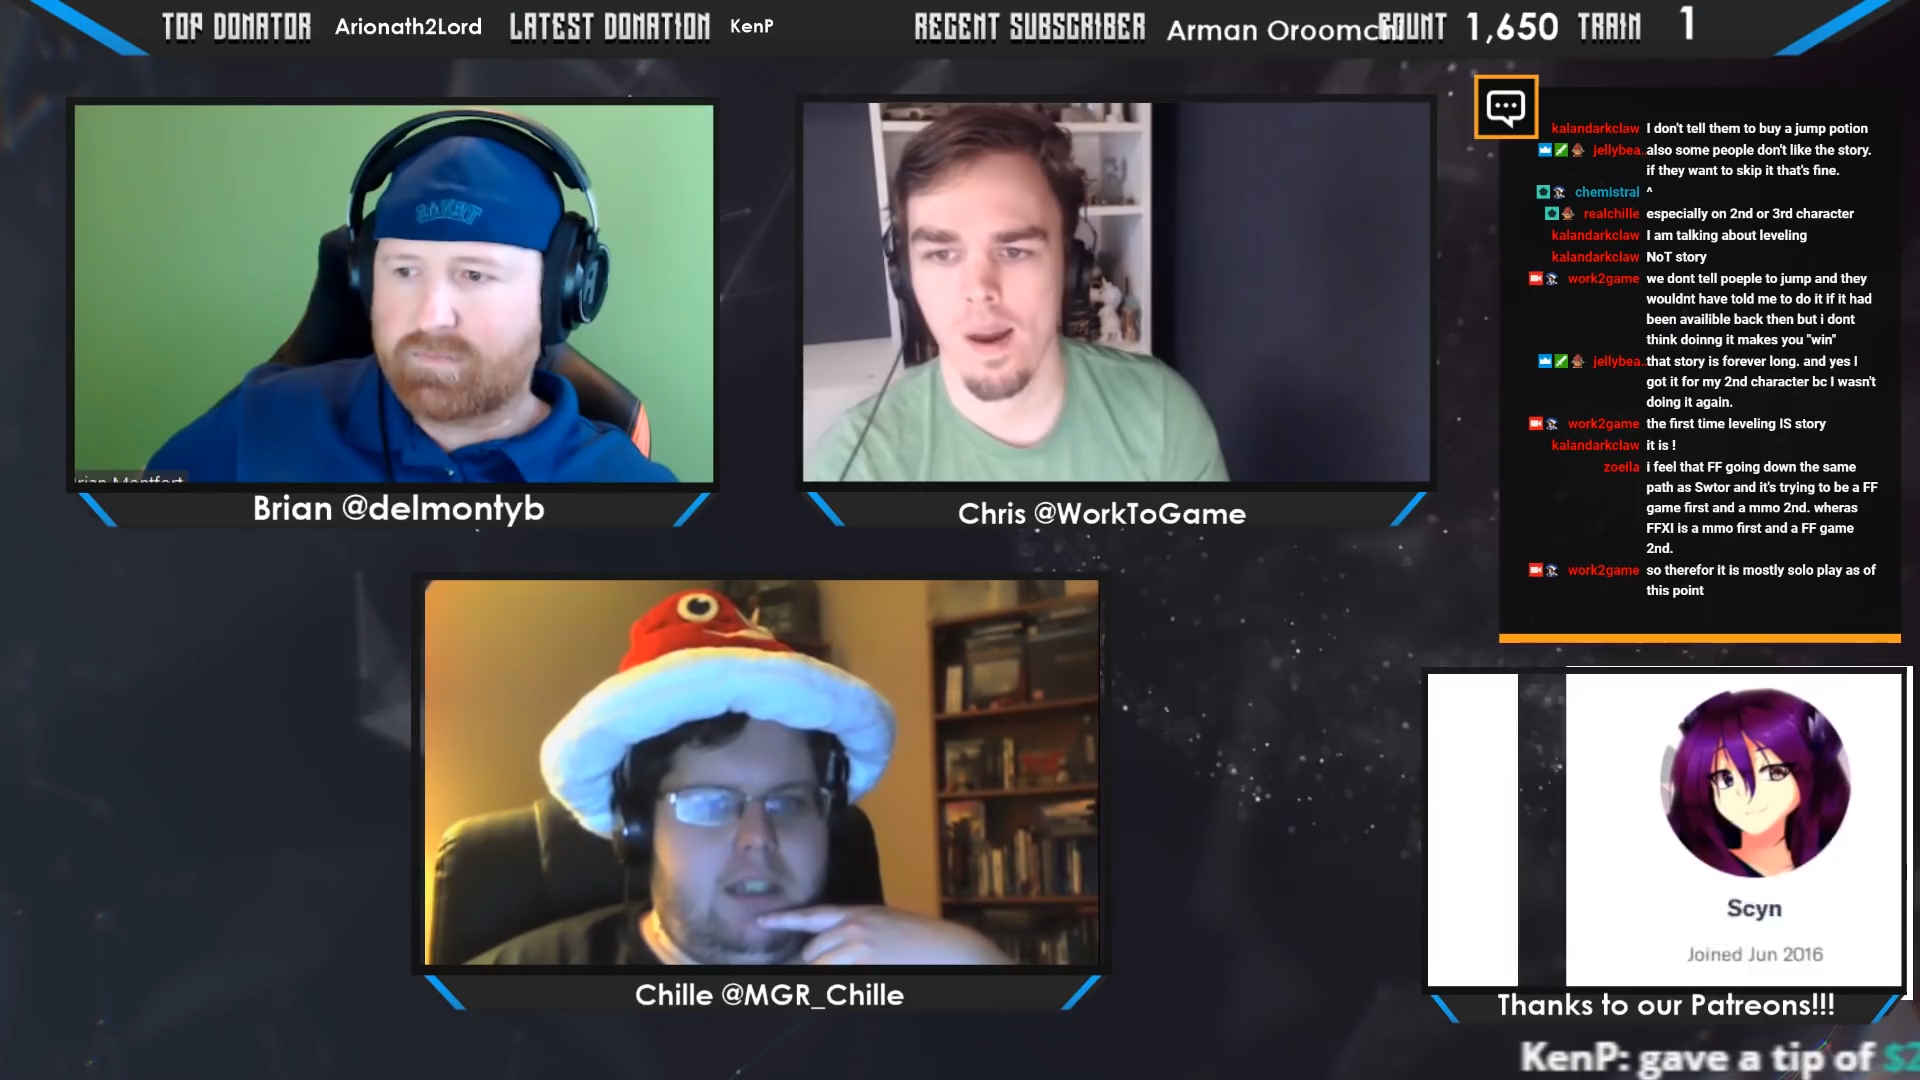 TOP DONATOR Arionath2Lord LATEST DONATION KenP RECENT SUBSCRIBER Arman COUNT 1,650 TRAIN 1
kalandarkclaw I don't tell them to buy a jump potion
jellybea.. also some people don't like the story.
if they want to skip it that's fine.
chemistral ^
realchille especially on 2nd or 3rd character
kalandarkclaw I am talking about leveling
kalandarkclaw NoT story
work2game we dont tell poeple to jump and they
wouldnt have told me to do it if it had
been availible back then but i dont
think doinng it makes you "win"
jellybea.. that story is forever long. and yes I
got it for my 2nd character bc I wasn't
doing it again.
work2game the first time leveling IS story
kalandarkclaw it is !
zoeila i feel that FF going down the same
path as Swtor and it's trying to be a FF
game first and a mmo 2nd. wheras
FFXI is a mmo first and a FF game
2nd.
work2game so therefor it is mostly solo play as of
this point
Brian @delmontyb
Chris @WorkToGame
Chille @MGR_Chille
Scyn
Joined Jun 2016
Thanks to our Patreons!!!
KenP: gave a tip of $2